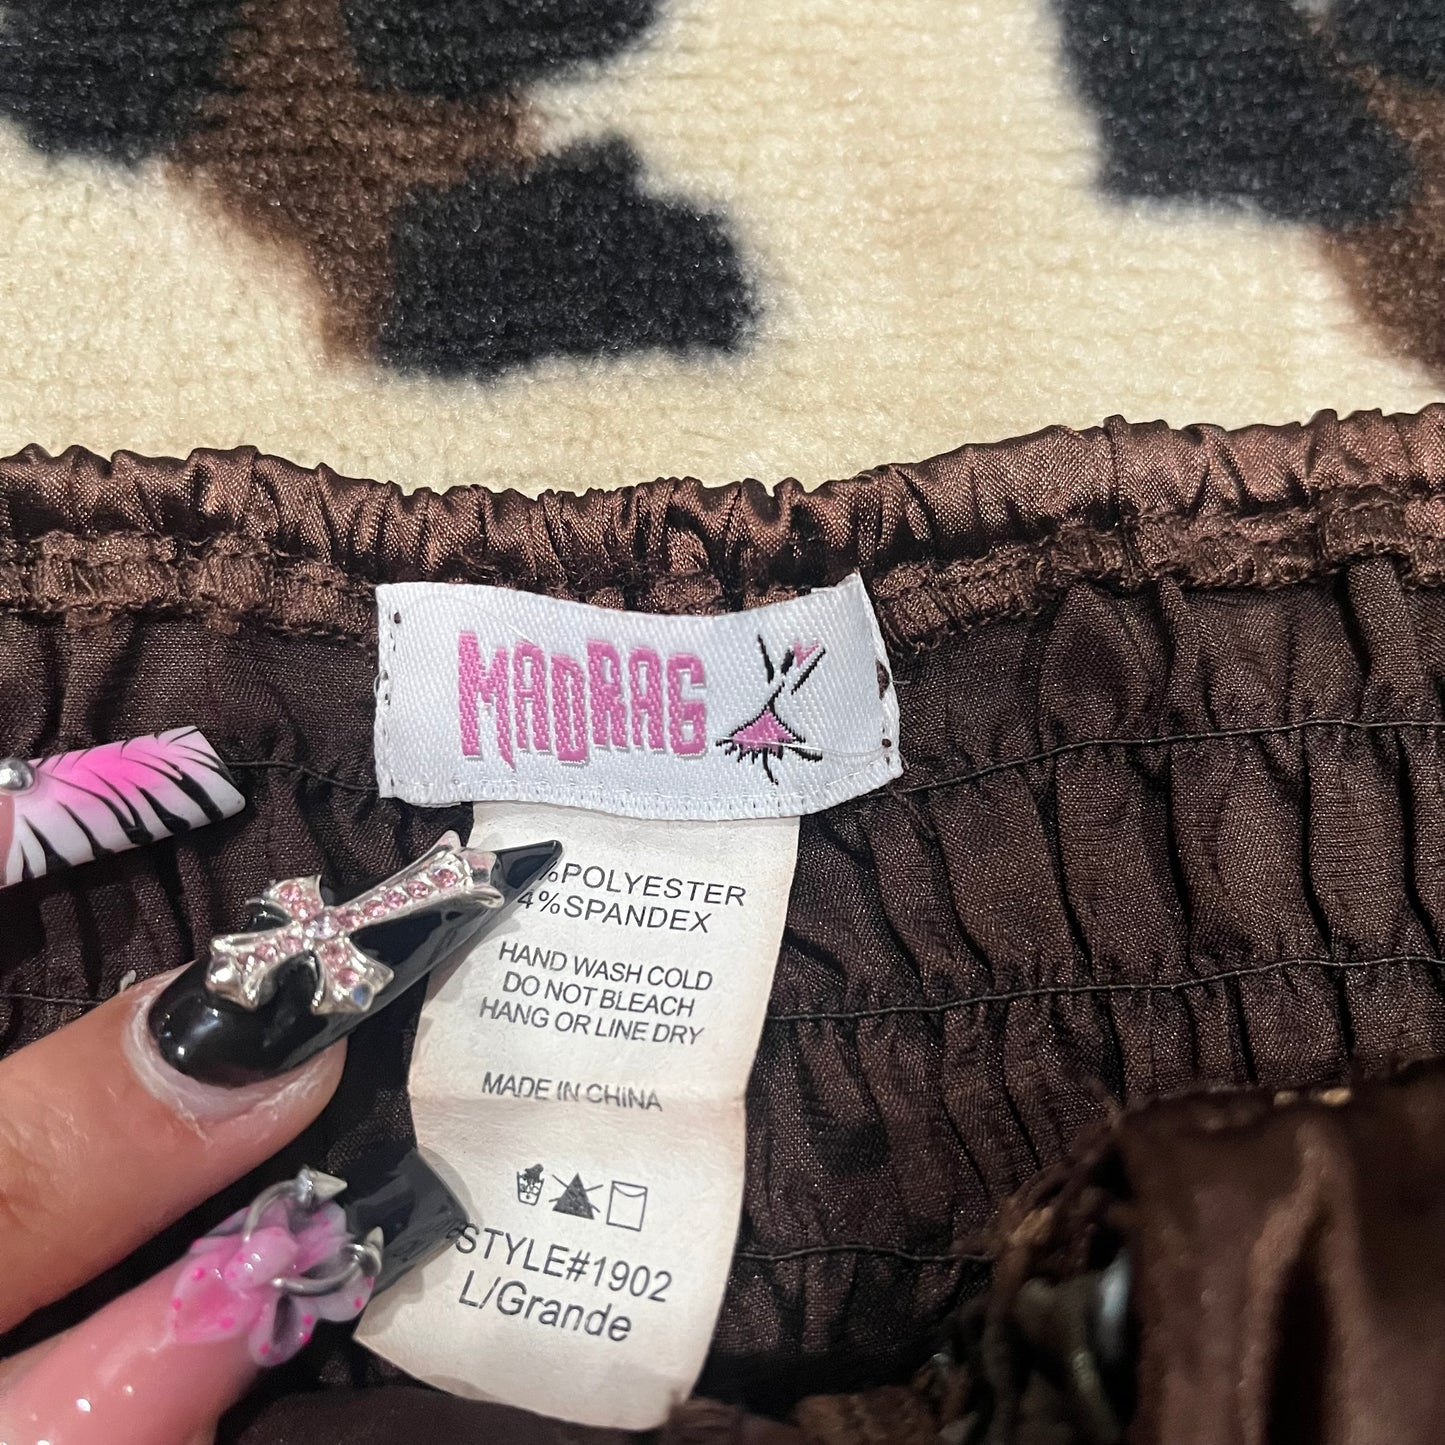 MADRAG
%POLYESTER
4%SPANDEX
HAND WASH COLD
DO NOT BLEACH
HANG OR LINE DRY
MADE IN CHINA
STYLE#1902
L/Grande